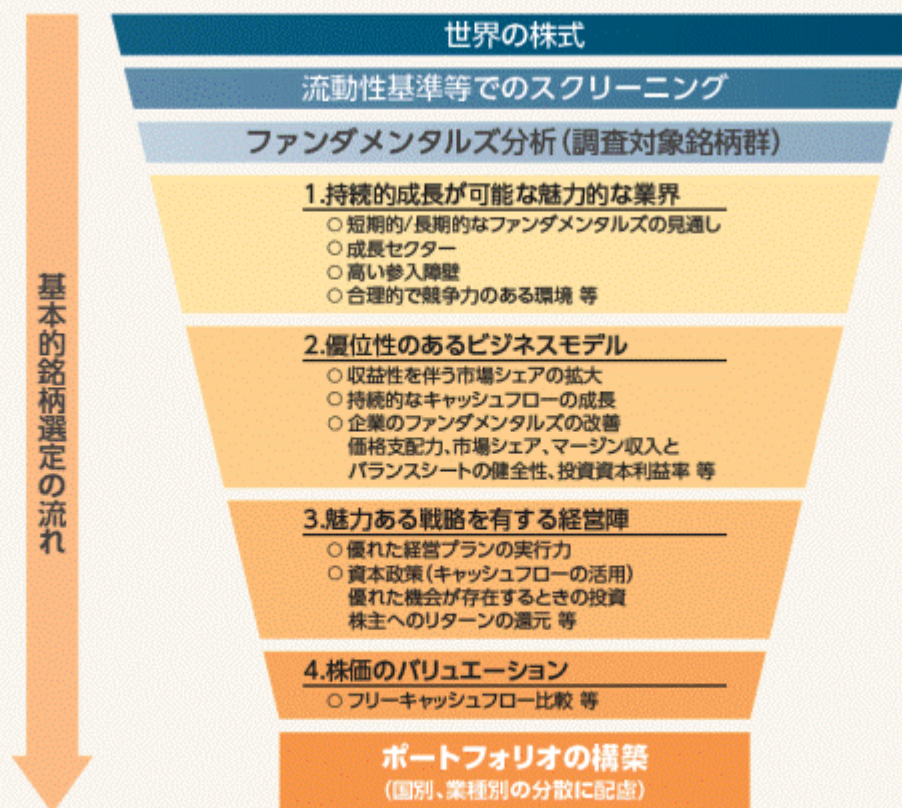 世界の株式
流動性基準等でのスクリーニング
ファンダメンタルズ分析(調査対象銘柄群)
基本的銘柄選定の流れ
1.持続的成長が可能な魅力的な業界
○ 短期的/長期的なファンダメンタルズの見通し
○ 成長セクター
○ 高い参入障壁
○ 合理的で競争力のある環境 等
2.優位性のあるビジネスモデル
○ 収益性を伴う市場シェアの拡大
○ 持続的なキャッシュフローの成長
○ 企業のファンダメンタルズの改善
価格支配力、市場シェア、マージン収入と
バランスシートの健全性、投資資本利益率 等
3.魅力ある戦略を有する経営陣
○ 優れた経営プランの実行力
○ 資本政策(キャッシュフローの活用)
優れた機会が存在するときの投資
株主へのリターンの還元 等
4.株価のバリュエーション
○ フリーキャッシュフロー比較 等
ポートフォリオの構築
(国別、業種別の分散に配慮)